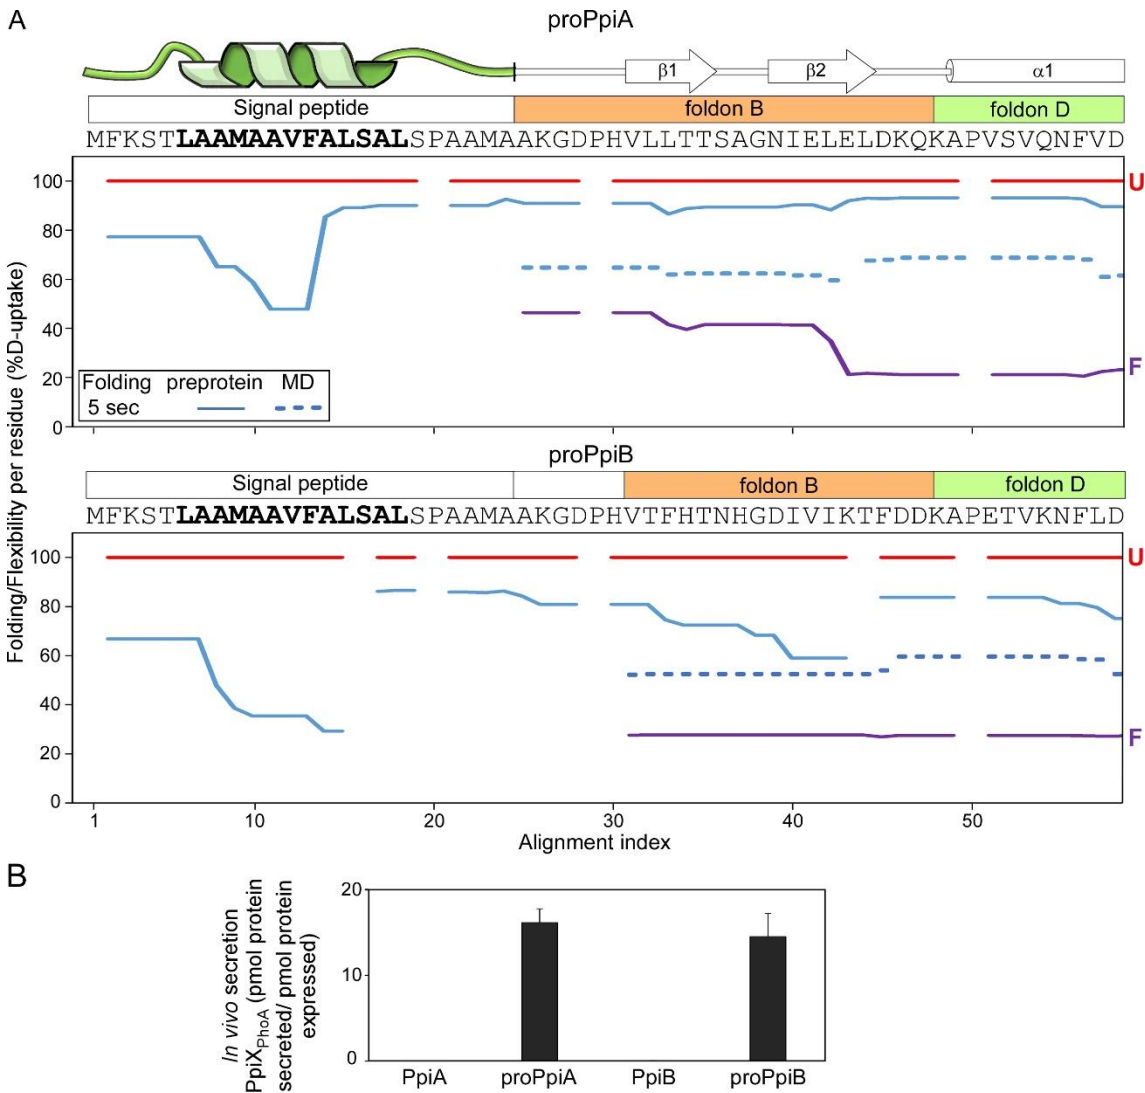 A
proPpiA
β1
β2
α1
Signal peptide
foldon B
foldon D
MFKSTLAAMAAVFALSALSPAAMAAKGDPHVLLTTSAGNIELELDKQKAPVSVQNFVD
100
80
60
40
20
0
U
F
Folding preprotein MD
5 sec
proPpiB
Signal peptide
foldon B
foldon D
MFKSTLAAMAAVFALSALSPAAMAAKGDPHVTFHTNHGDIVIKTFDDKAPETVKNFLD
100
80
60
40
20
0
U
F
1
10
20
30
40
50
Alignment index
Folding/Flexibility per residue (%D-uptake)
B
In vivo secretion
PpiXPhoA (pmol protein
secreted/ pmol protein
expressed)
20
10
0
PpiA
proPpiA
PpiB
proPpiB